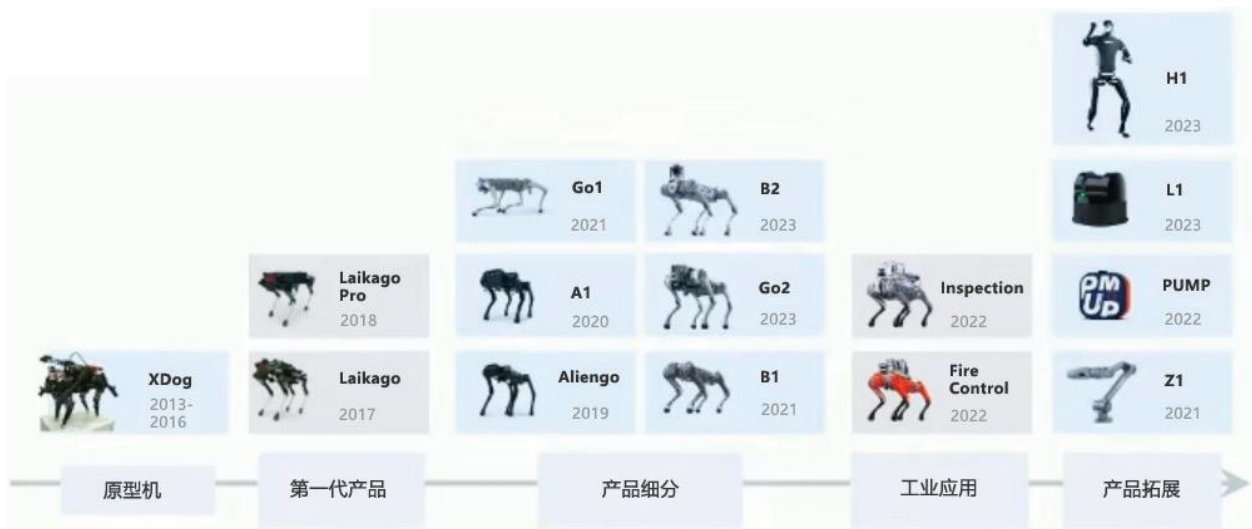 H1
2023
Go1
2021
B2
2023
L1
2023
Laikago
Pro
2018
A1
2020
Go2
2023
Inspection
2022
PM
UP
PUMP
2022
XDog
2013-
2016
Laikago
2017
Aliengo
2019
B1
2021
Fire
Control
2022
Z1
2021
原型机
第一代产品
产品细分
工业应用
产品拓展